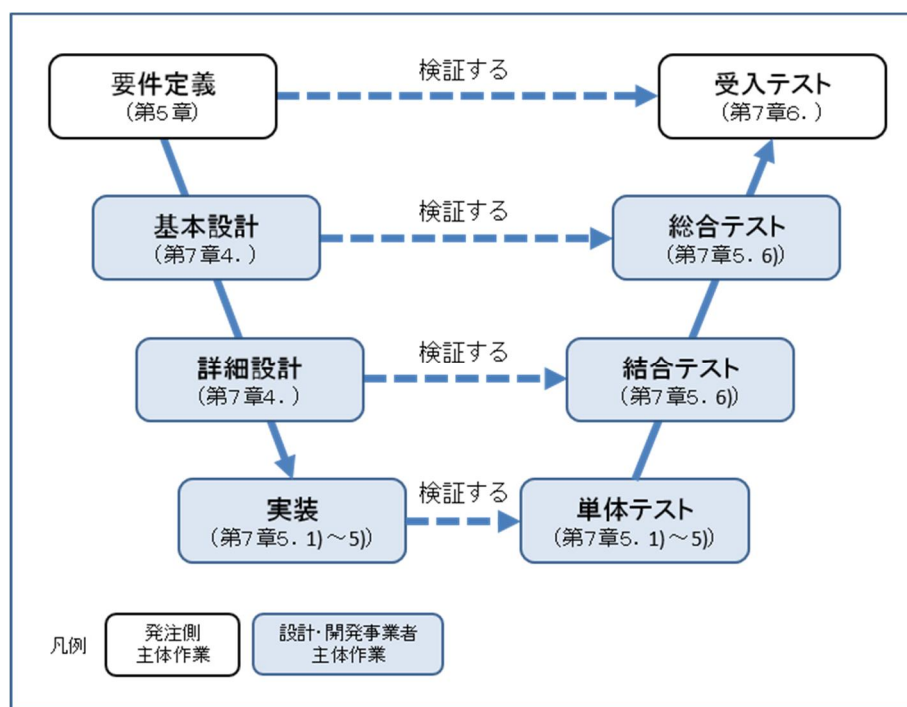 要件定義
(第5章)
検証する
受入テスト
(第7章6.)
基本設計
(第7章4.)
検証する
総合テスト
(第7章5. 6))
詳細設計
(第7章4.)
検証する
結合テスト
(第7章5. 6))
実装
(第7章5. 1)~5))
検証する
単体テスト
(第7章5. 1)~5))
凡例
発注側
主体作業
設計・開発事業者
主体作業